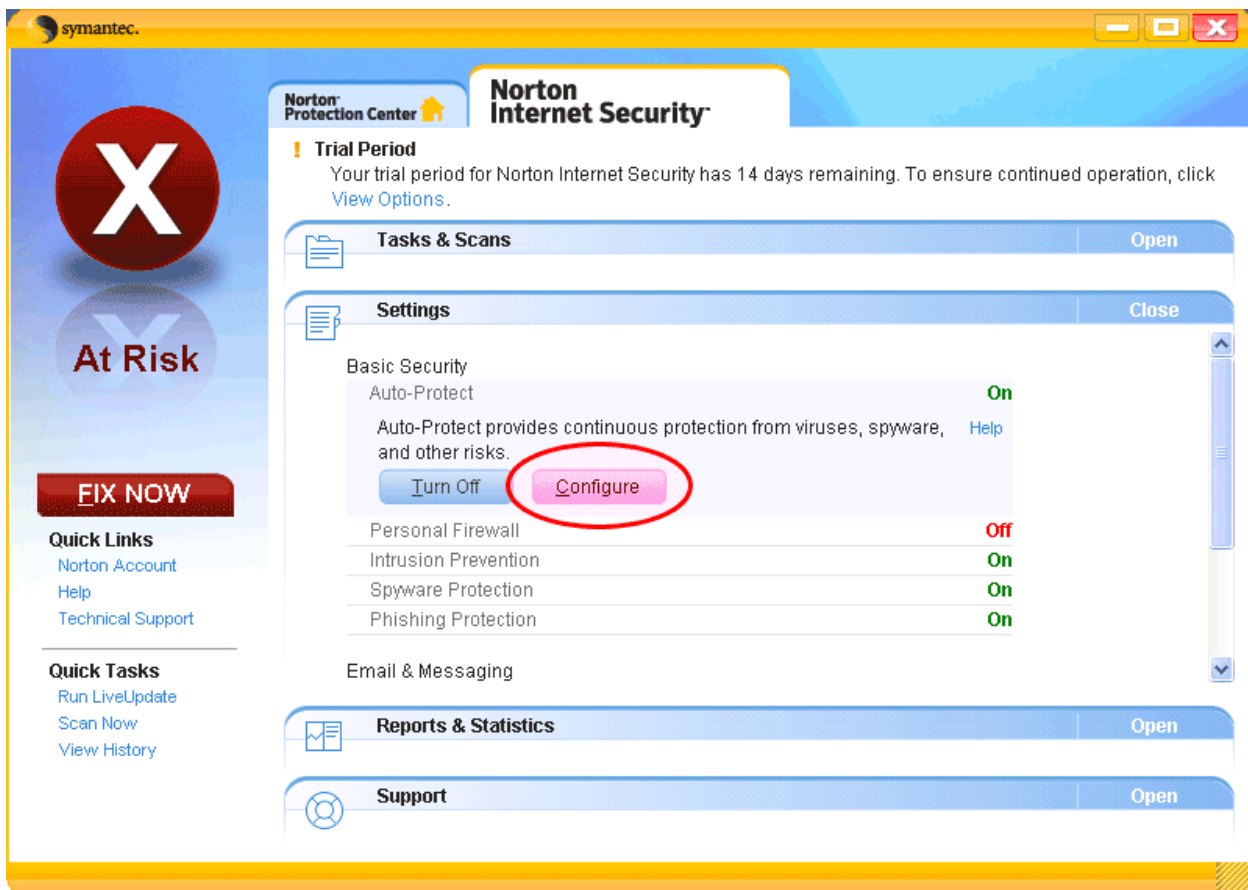 symantec.
Norton™
Protection Center
Norton
Internet Security™
! Trial Period
Your trial period for Norton Internet Security has 14 days remaining. To ensure continued operation, click
View Options.
X
At Risk
FIX NOW
Quick Links
Norton Account
Help
Technical Support
Quick Tasks
Run LiveUpdate
Scan Now
View History
Tasks & Scans Open
Settings Close
Basic Security
Auto-Protect On
Auto-Protect provides continuous protection from viruses, spyware, Help
and other risks.
Turn Off Configure
Personal Firewall Off
Intrusion Prevention On
Spyware Protection On
Phishing Protection On
Email & Messaging
Reports & Statistics Open
Support Open